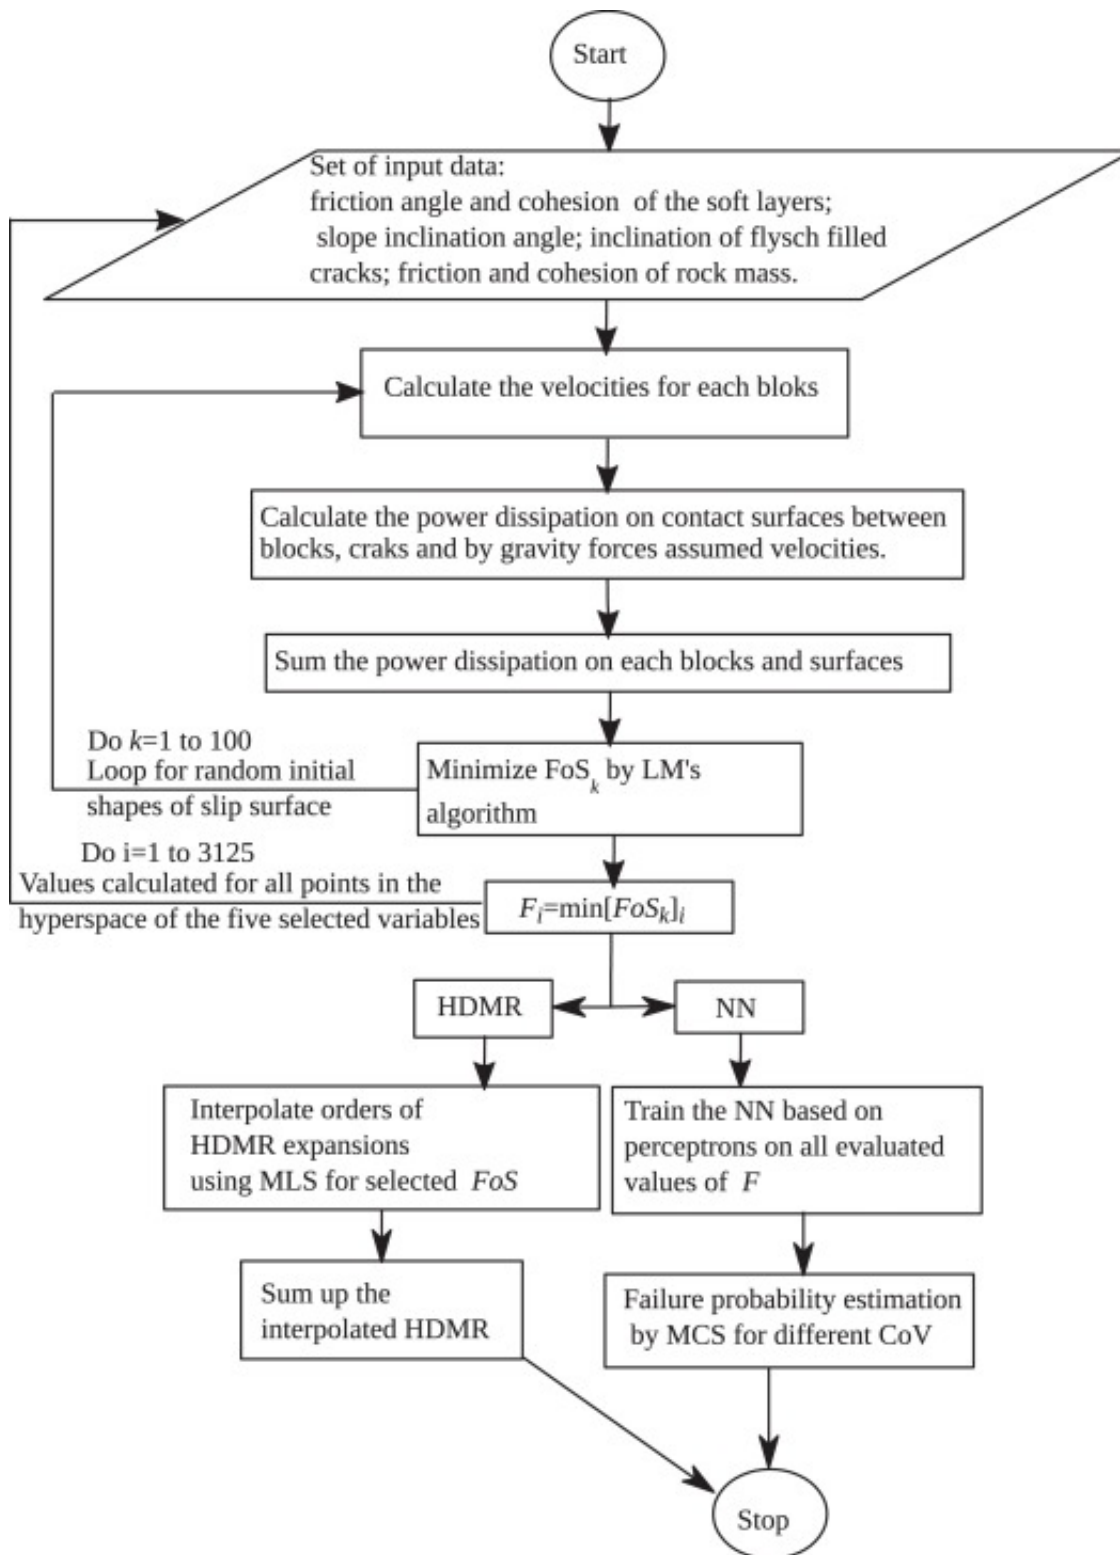 Start
Set of input data:
friction angle and cohesion of the soft layers;
slope inclination angle; inclination of flysch filled
cracks; friction and cohesion of rock mass.
Calculate the velocities for each bloks
Calculate the power dissipation on contact surfaces between
blocks, craks and by gravity forces assumed velocities.
Sum the power dissipation on each blocks and surfaces
Do k=1 to 100
Loop for random initial
shapes of slip surface
Minimize FoSk by LM's
algorithm
Do i=1 to 3125
Values calculated for all points in the
hyperspace of the five selected variables
Fi=min[FoSk]i
HDMR
NN
Interpolate orders of
HDMR expansions
using MLS for selected FoS
Train the NN based on
perceptrons on all evaluated
values of F
Sum up the
interpolated HDMR
Failure probability estimation
by MCS for different CoV
Stop